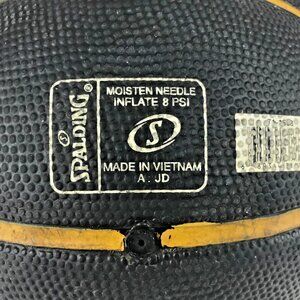 SPALDING
MOISTEN NEEDLE
INFLATE 8 PSI
S
MADE IN VIETNAM
A . JD